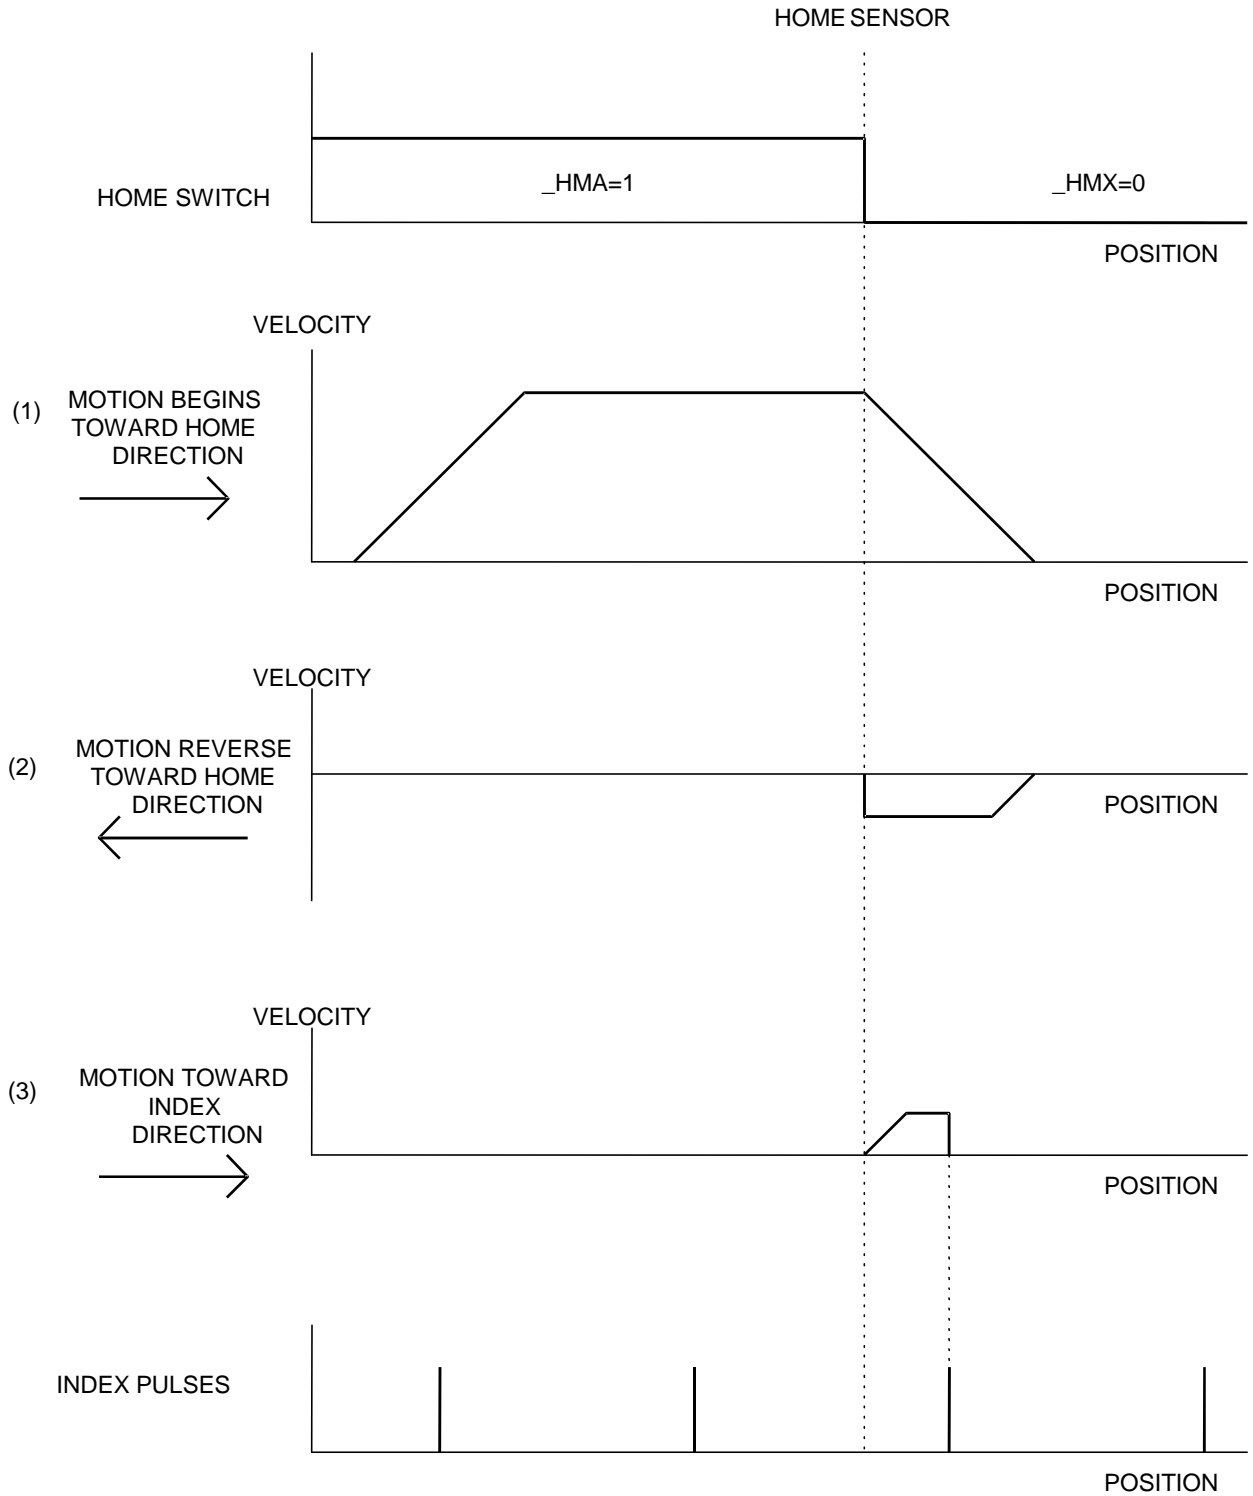 HOME SENSOR
_HMA=1
_HMX=0
HOME SWITCH
POSITION
VELOCITY
(1)
MOTION BEGINS
TOWARD HOME
DIRECTION
POSITION
VELOCITY
(2)
MOTION REVERSE
TOWARD HOME
DIRECTION
POSITION
VELOCITY
(3)
MOTION TOWARD
INDEX
DIRECTION
POSITION
INDEX PULSES
POSITION